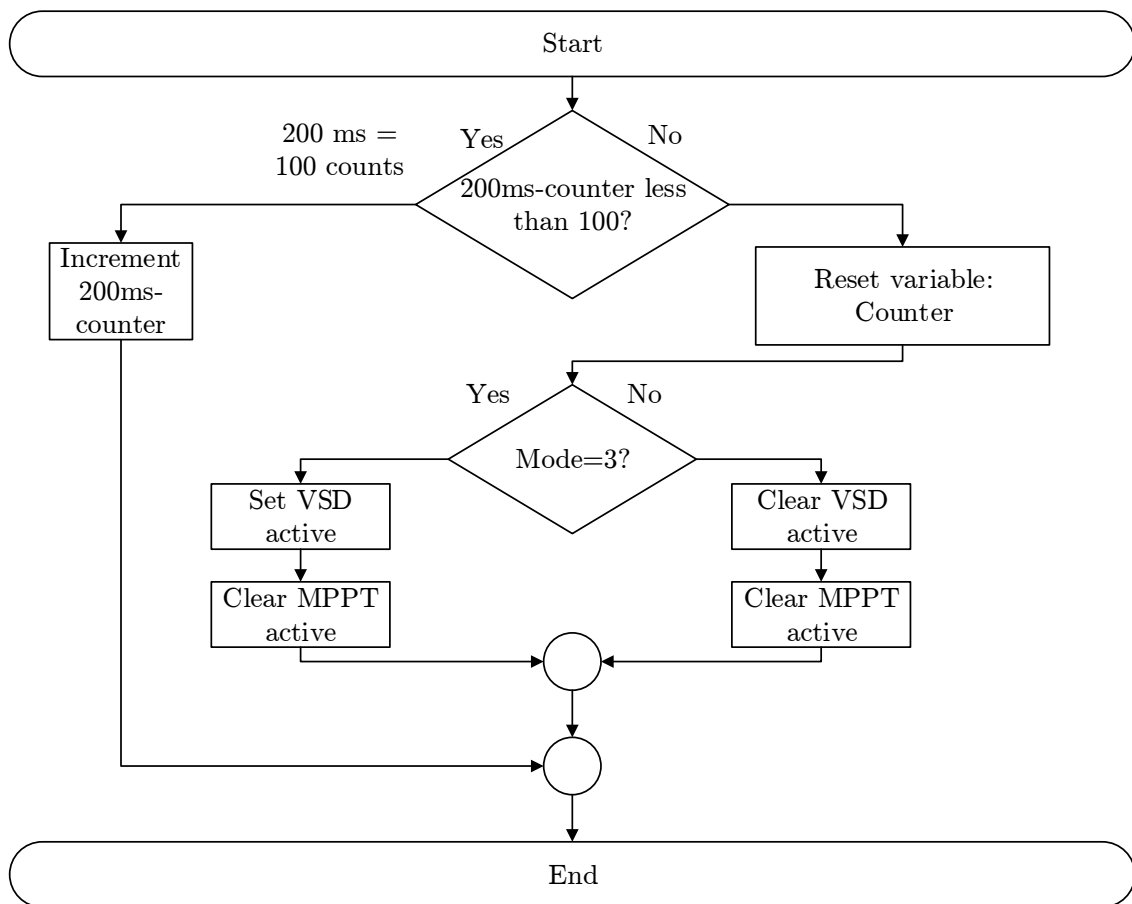 Start
200 ms =
100 counts
Yes
No
200ms-counter less
than 100?
Increment
200ms-
counter
Reset variable:
Counter
Yes
No
Mode=3?
Set VSD
active
Clear VSD
active
Clear MPPT
active
Clear MPPT
active
End